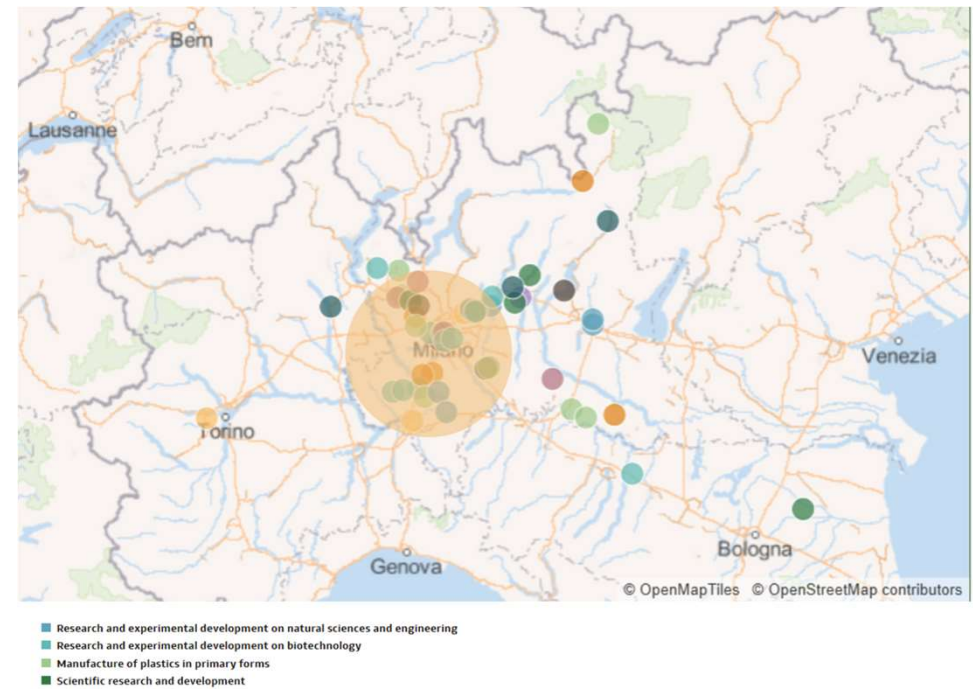 Bern
Lausanne
Milano
Venezia
Torino
Bologna
Genova
© OpenMapTiles © OpenStreetMap contributors
Research and experimental development on natural sciences and engineering
Research and experimental development on biotechnology
Manufacture of plastics in primary forms
Scientific research and development